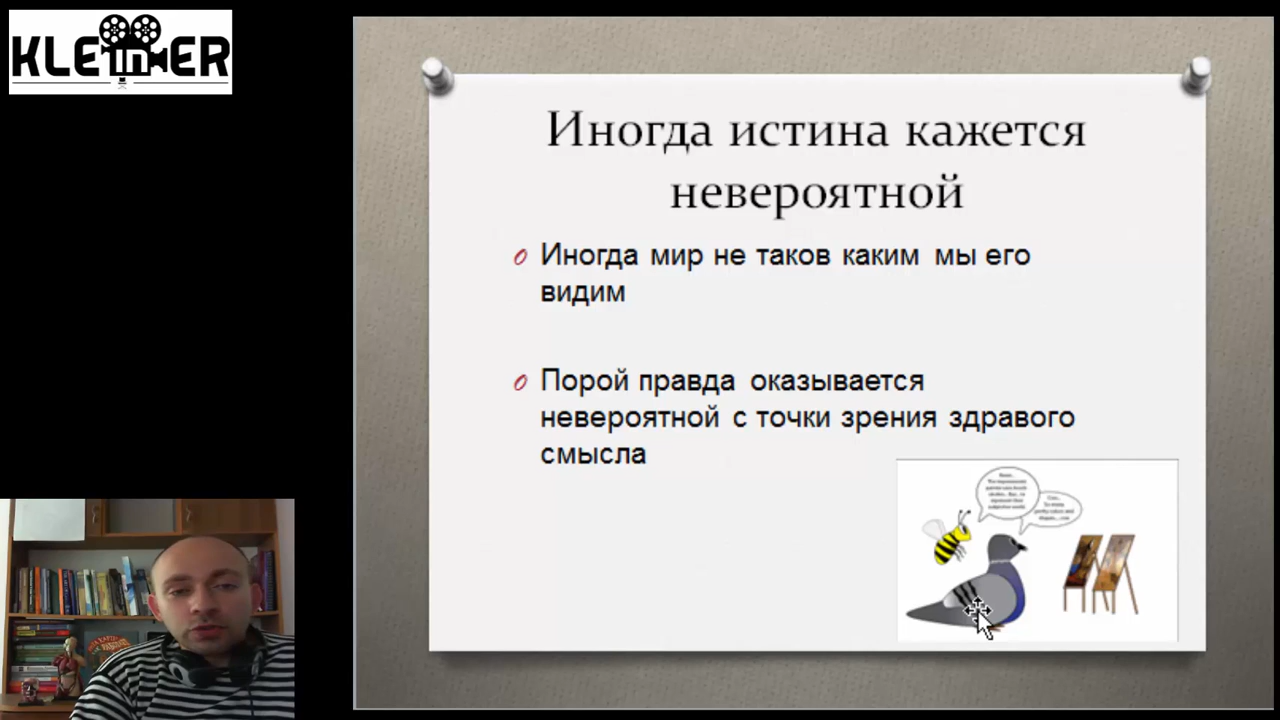 KLEINER
Иногда истина кажется
невероятной
Иногда мир не таков каким мы его
видим
Порой правда оказывается
невероятной с точки зрения здравого
смысла